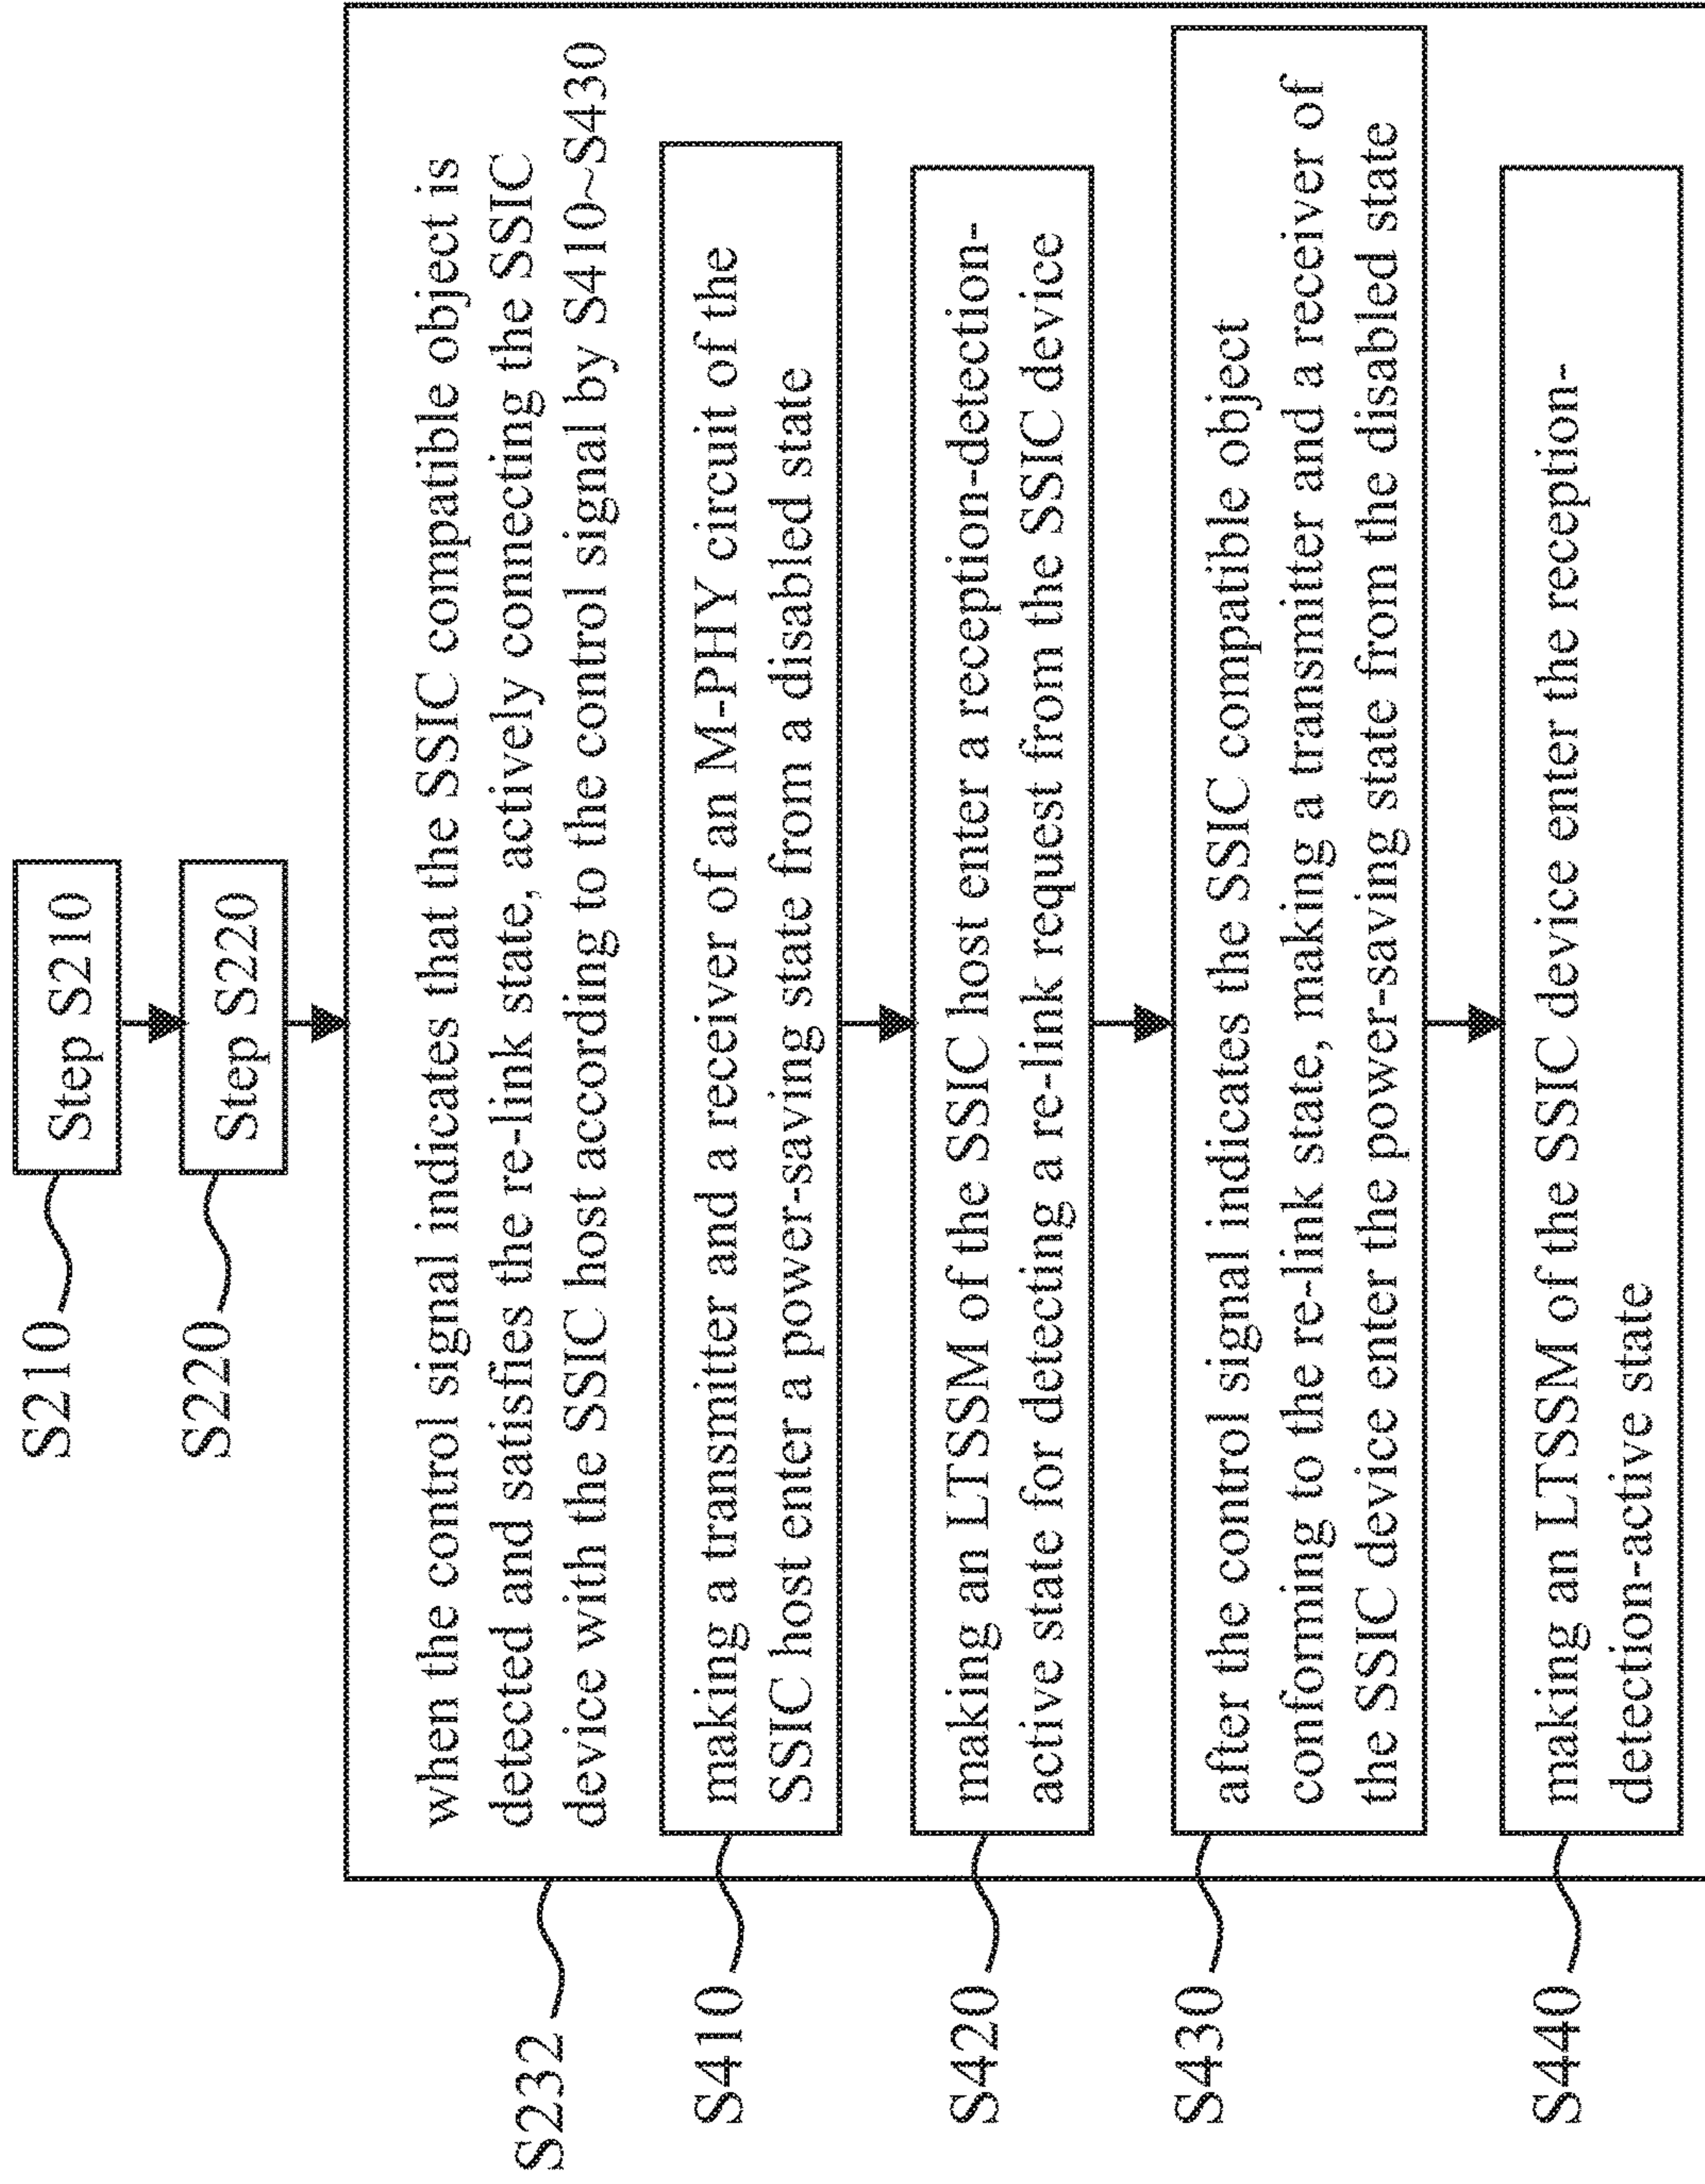 S210
Step S210
S220
Step S220
S232
when the control signal indicates that the SSIC compatible object is
detected and satisfies the re-link state, actively connecting the SSIC
device with the SSIC host according to the control signal by S410~S430
S410
making a transmitter and a receiver of an M-PHY circuit of the
SSIC host enter a power-saving state from a disabled state
S420
making an LTSSM of the SSIC host enter a reception-detection-
active state for detecting a re-link request from the SSIC device
S430
after the control signal indicates the SSIC compatible object
conforming to the re-link state, making a transmitter and a receiver of
the SSIC device enter the power-saving state from the disabled state
S440
making an LTSSM of the SSIC device enter the reception-
detection-active state